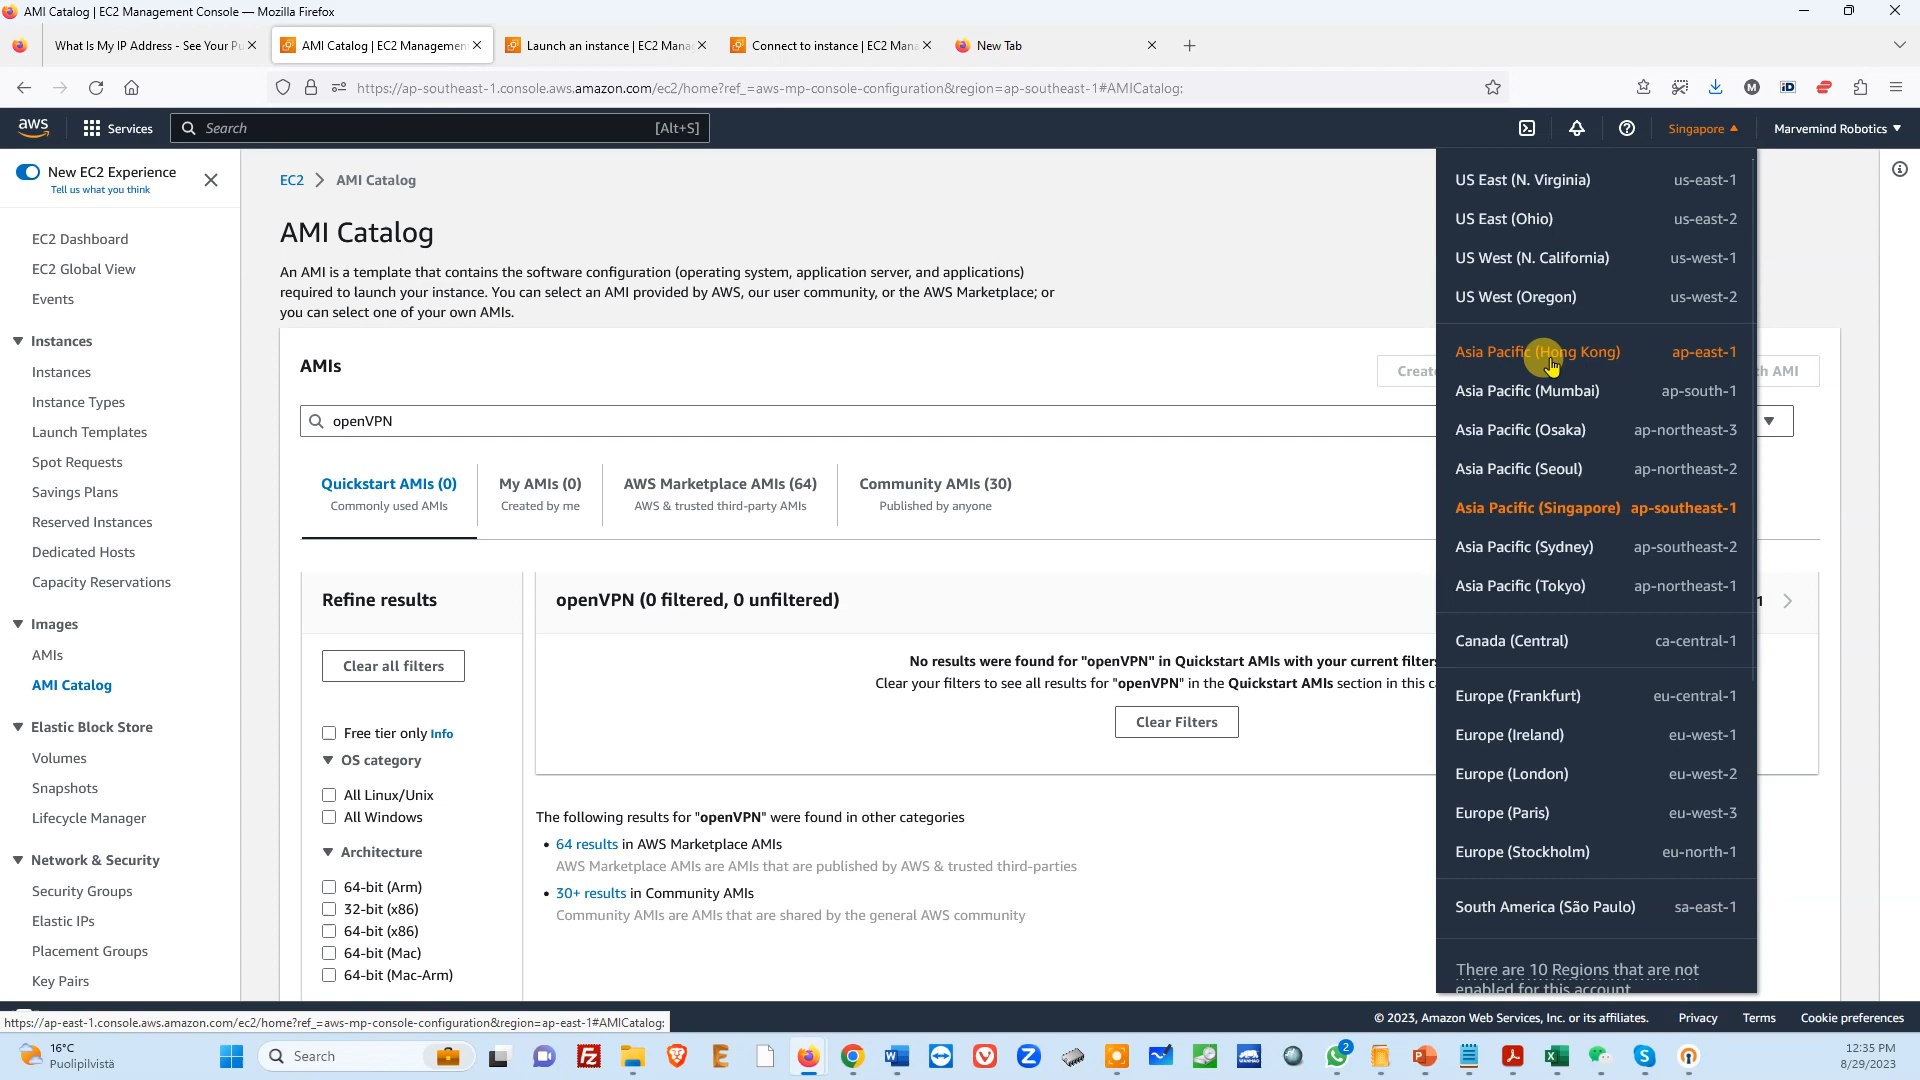 AMI Catalog | EC2 Management Console — Mozilla Firefox
What Is My IP Address - See Your Pu
AMI Catalog | EC2 Management
Launch an instance | EC2 Mana
Connect to instance | EC2 Mana
New Tab
https://ap-southeast-1.console.aws.amazon.com/ec2/home?ref_=aws-mp-console-configuration&region=ap-southeast-1#AMICatalog:
aws
Services
Search
[Alt+S]
Singapore
Marvemind Robotics
New EC2 Experience
Tell us what you think
EC2 Dashboard
EC2 Global View
Events
Instances
Instances
Instance Types
Launch Templates
Spot Requests
Savings Plans
Reserved Instances
Dedicated Hosts
Capacity Reservations
Images
AMIs
AMI Catalog
Elastic Block Store
Volumes
Snapshots
Lifecycle Manager
Network & Security
Security Groups
Elastic IPs
Placement Groups
Key Pairs
EC2 > AMI Catalog
AMI Catalog
An AMI is a template that contains the software configuration (operating system, application server, and applications)
required to launch your instance. You can select an AMI provided by AWS, our user community, or the AWS Marketplace; or
you can select one of your own AMIs.
AMIs
Create
h AMI
openVPN
Quickstart AMIs (0)
Commonly used AMIs
My AMIs (0)
Created by me
AWS Marketplace AMIs (64)
AWS & trusted third-party AMIs
Community AMIs (30)
Published by anyone
Refine results
Clear all filters
Free tier only Info
OS category
All Linux/Unix
All Windows
Architecture
64-bit (Arm)
32-bit (x86)
64-bit (x86)
64-bit (Mac)
64-bit (Mac-Arm)
openVPN (0 filtered, 0 unfiltered)
1
No results were found for "openVPN" in Quickstart AMIs with your current filter
Clear your filters to see all results for "openVPN" in the Quickstart AMIs section in this c
Clear Filters
The following results for "openVPN" were found in other categories
• 64 results in AWS Marketplace AMIs
AWS Marketplace AMIs are AMIs that are published by AWS & trusted third-parties
• 30+ results in Community AMIs
Community AMIs are AMIs that are shared by the general AWS community
US East (N. Virginia) us-east-1
US East (Ohio) us-east-2
US West (N. California) us-west-1
US West (Oregon) us-west-2
Asia Pacific (Hong Kong) ap-east-1
Asia Pacific (Mumbai) ap-south-1
Asia Pacific (Osaka) ap-northeast-3
Asia Pacific (Seoul) ap-northeast-2
Asia Pacific (Singapore) ap-southeast-1
Asia Pacific (Sydney) ap-southeast-2
Asia Pacific (Tokyo) ap-northeast-1
Canada (Central) ca-central-1
Europe (Frankfurt) eu-central-1
Europe (Ireland) eu-west-1
Europe (London) eu-west-2
Europe (Paris) eu-west-3
Europe (Stockholm) eu-north-1
South America (São Paulo) sa-east-1
There are 10 Regions that are not
enabled for this account
https://ap-east-1.console.aws.amazon.com/ec2/home?ref_=aws-mp-console-configuration&region=ap-east-1#AMICatalog:
© 2023, Amazon Web Services, Inc. or its affiliates.
Privacy
Terms
Cookie preferences
16°C
Puolipilvistä
Search
2
12:35 PM
8/29/2023